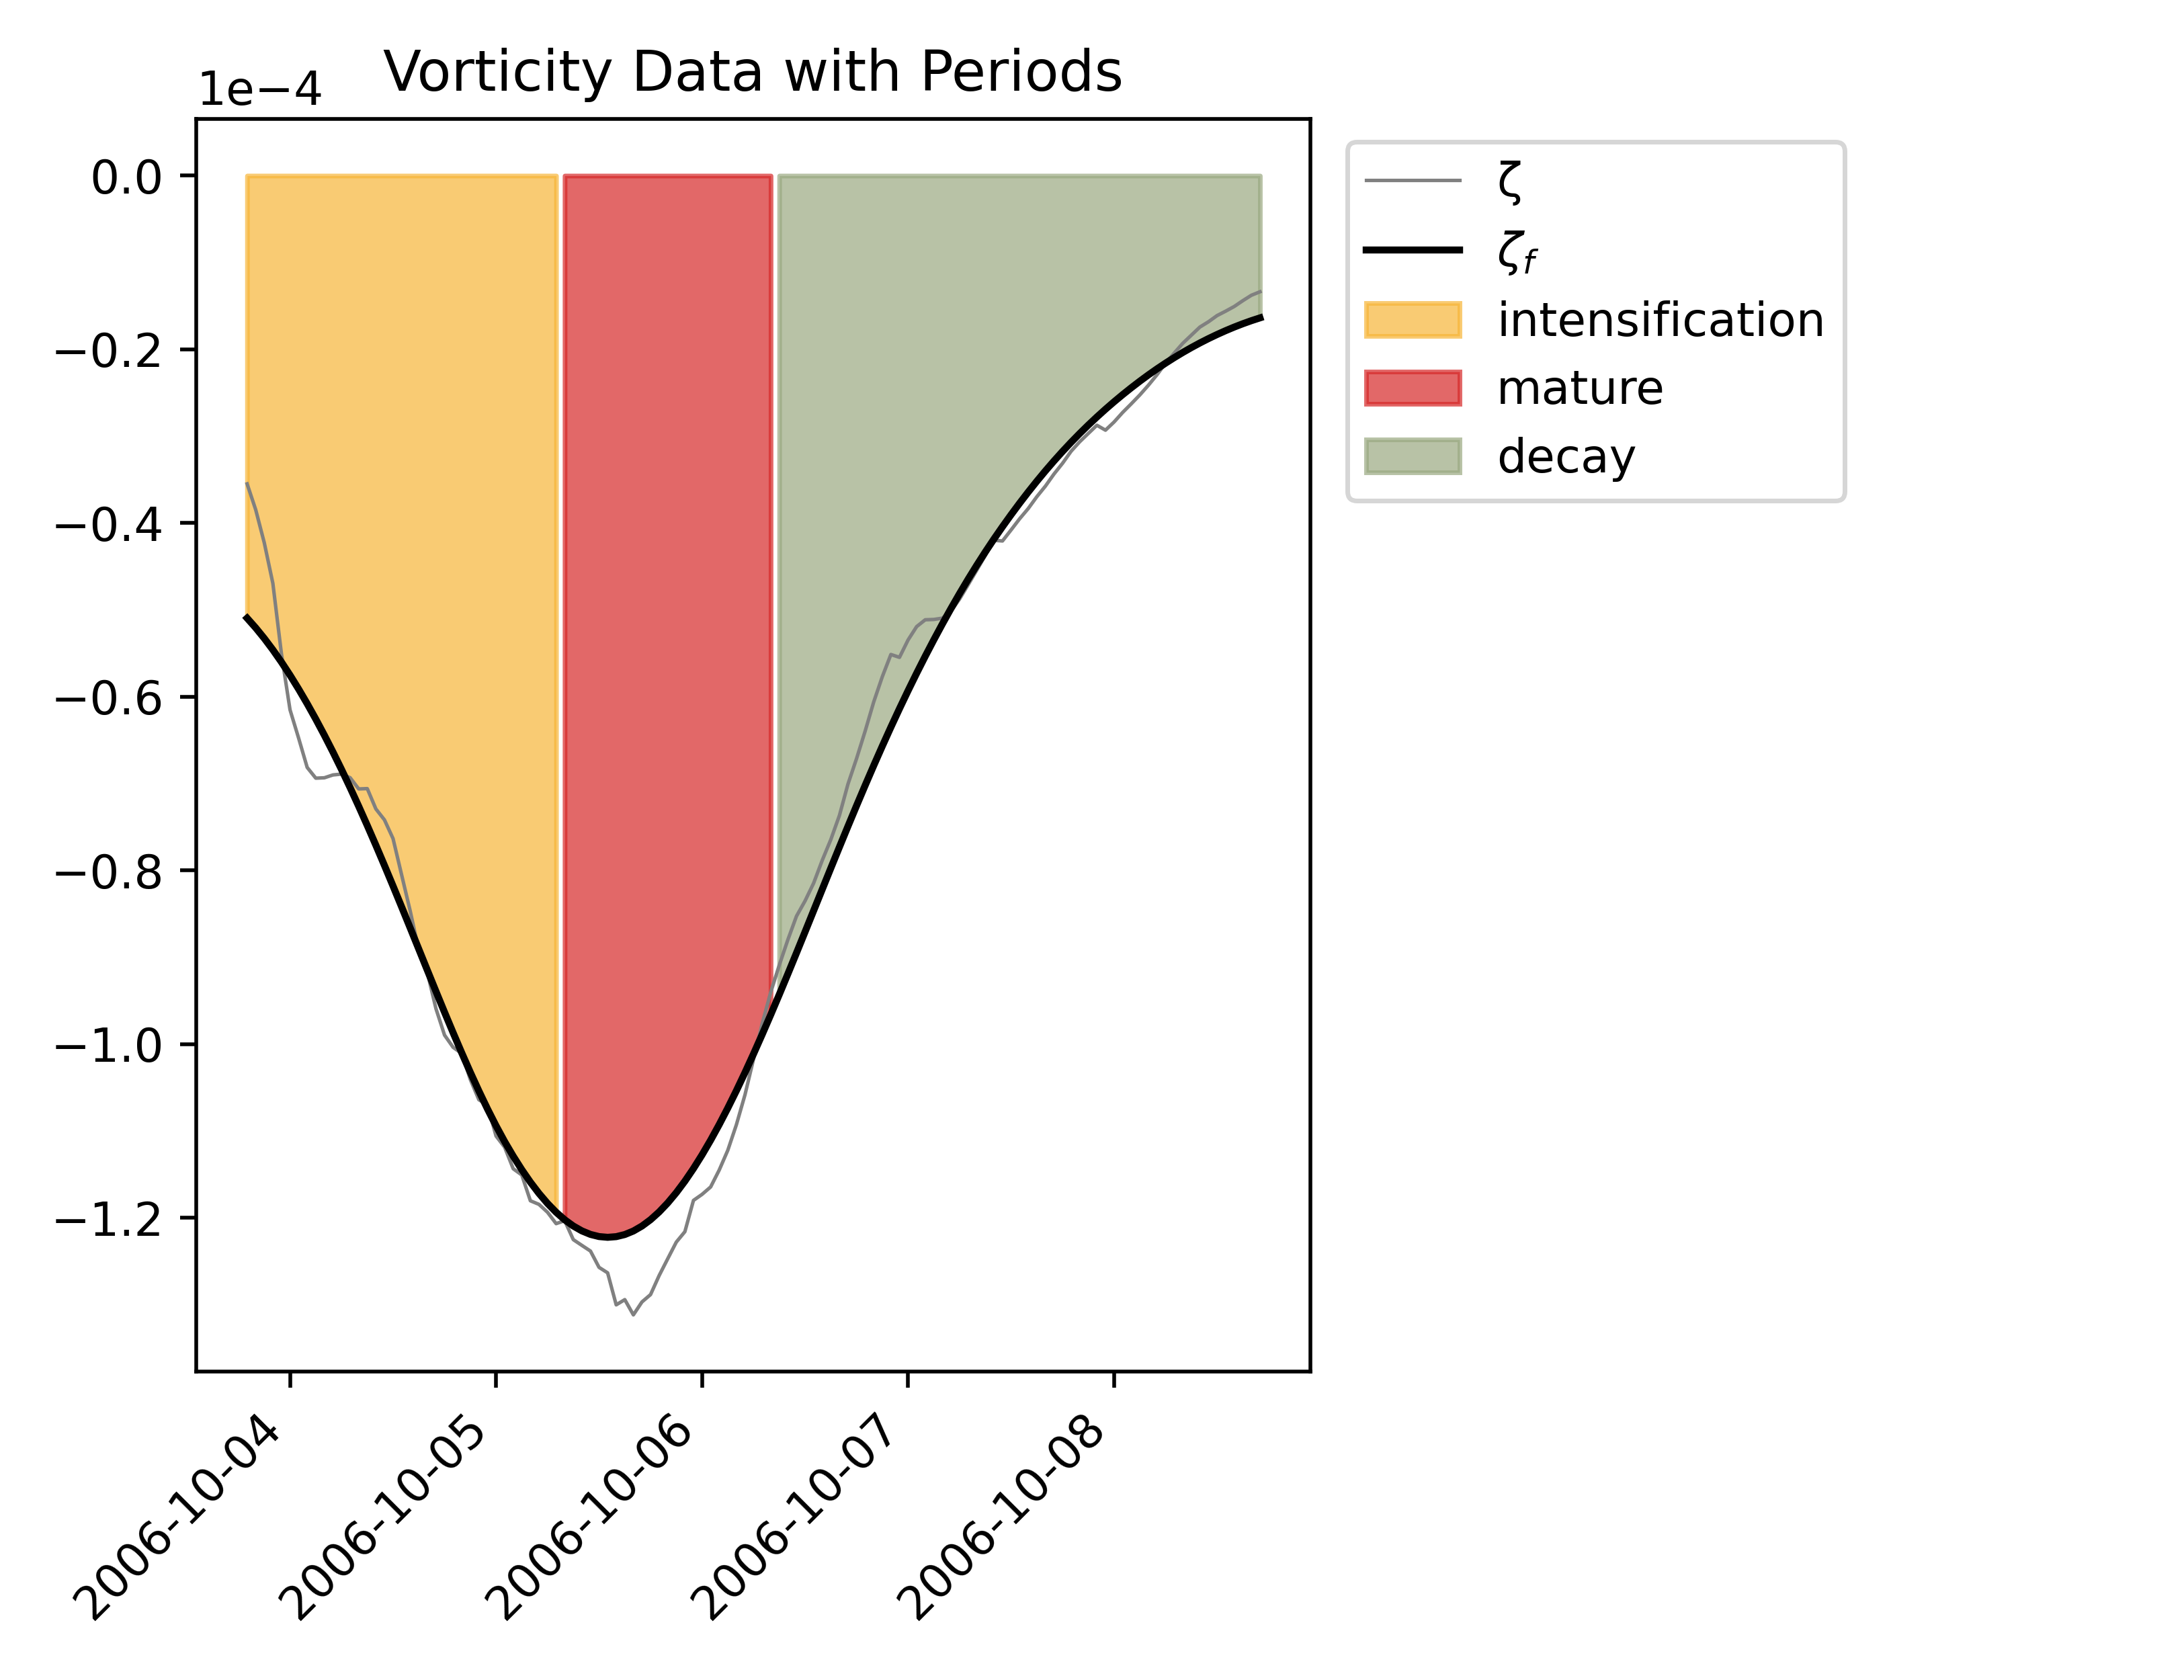 Vorticity Data with Periods
1e−4
0.0
−0.2
−0.4
−0.6
−0.8
−1.0
−1.2
2006-10-04
2006-10-05
2006-10-06
2006-10-07
2006-10-08
ζ
ζf
intensification
mature
decay